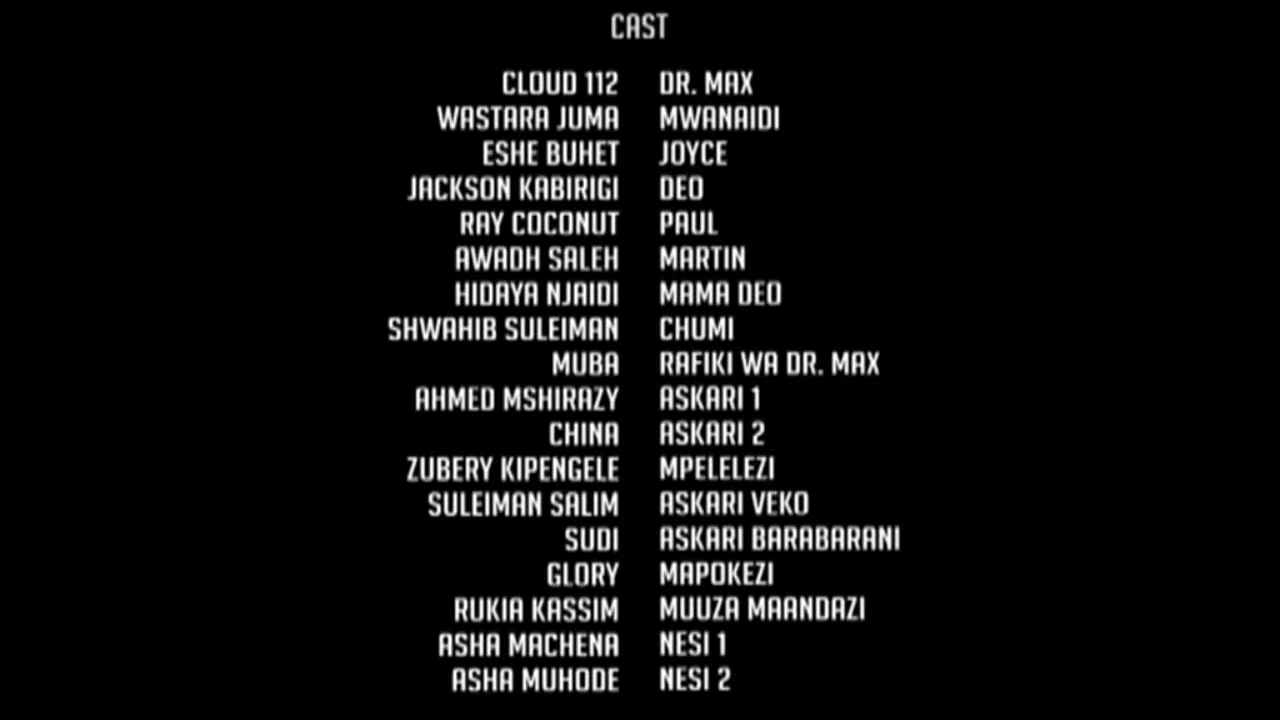 CAST
CLOUD 112 DR. MAX
WASTARA JUMA MWANAIDI
ESHE BUHET JOYCE
JACKSON KABIRIGI DEO
RAY COCONUT PAUL
AWADH SALEH MARTIN
HIDAYA NJAIDI MAMA DEO
SHWAHIB SULEIMAN CHUMI
MUBA RAFIKI WA DR. MAX
AHMED MSHIRAZY ASKARI 1
CHINA ASKARI 2
ZUBERY KIPENGELE MPELELEZI
SULEIMAN SALIM ASKARI VEKO
SUDI ASKARI BARABARANI
GLORY MAPOKEZI
RUKIA KASSIM MUUZA MAANDAZI
ASHA MACHENA NESI 1
ASHA MUHODE NESI 2